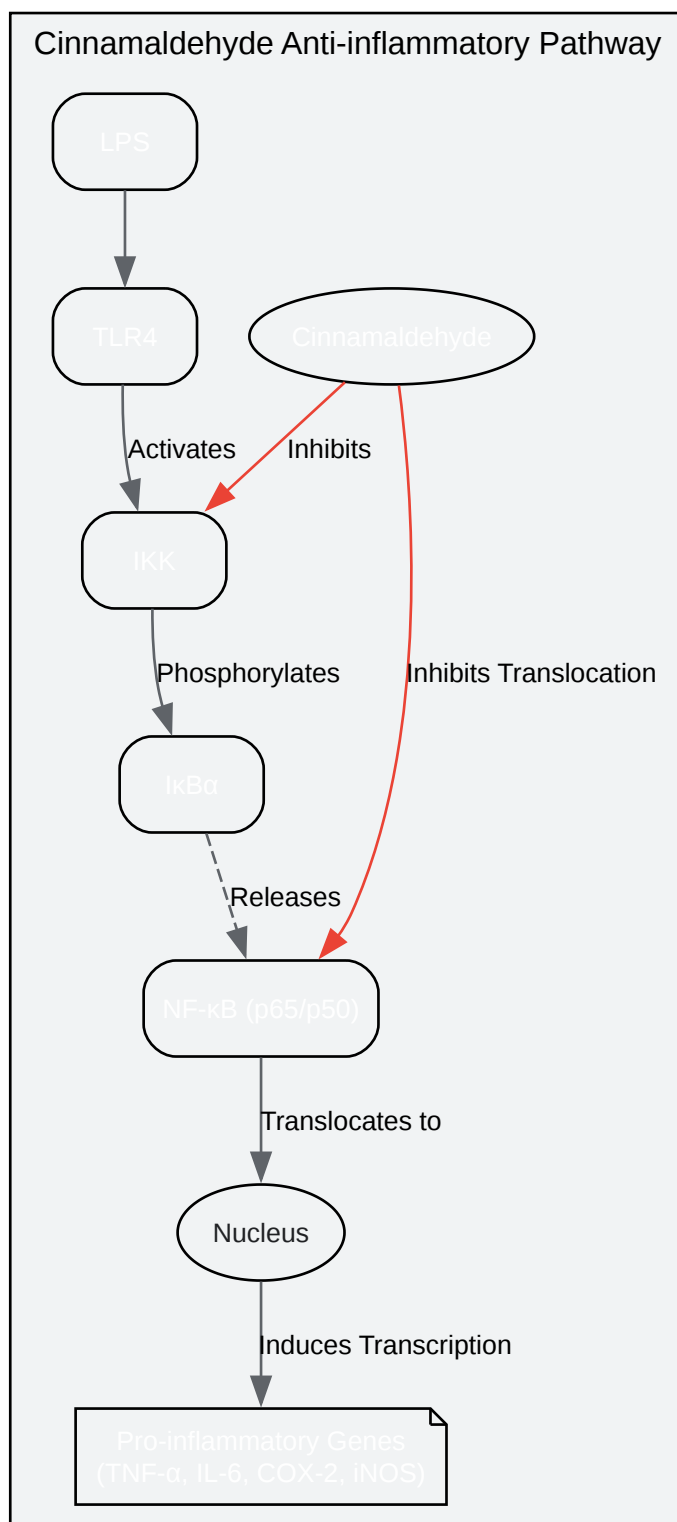 Cinnamaldehyde Anti-inflammatory Pathway
LPS
TLR4
Cinnamaldehyde
Activates
Inhibits
IKK
Phosphorylates
Inhibits Translocation
IκBα
Releases
NF-κB (p65/p50)
Translocates to
Nucleus
Induces Transcription
Pro-inflammatory Genes
(TNF-α, IL-6, COX-2, iNOS)